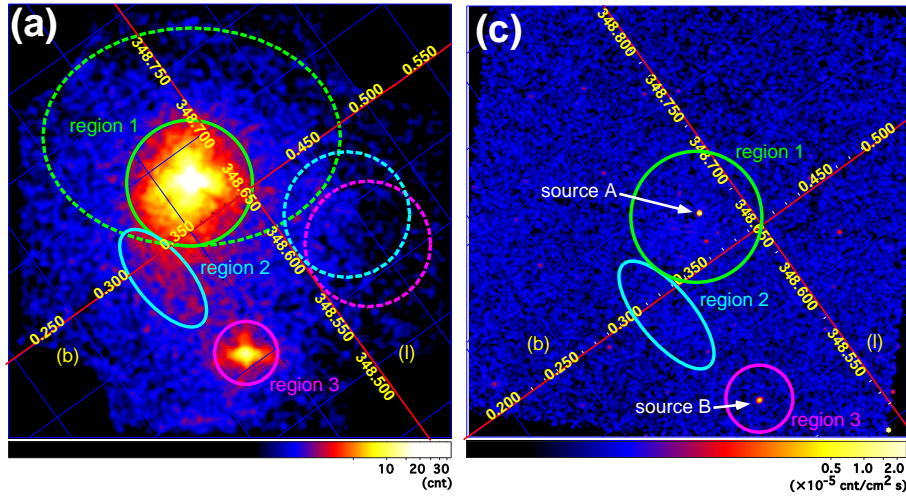 (a)
348.750
348.700
348.650
348.600
348.550
348.500
0.250
0.300
0.350
0.450
0.500
0.550
region 1
region 2
region 3
(b)
(l)
10 20 30
(cnt)
(c)
348.800
348.750
348.700
348.650
348.600
348.550
0.200
0.250
0.300
0.350
0.450
0.500
region 1
source A
region 2
source B
region 3
(b)
(l)
0.5 1.0 2.0
(×10⁻⁵ cnt/cm² s)